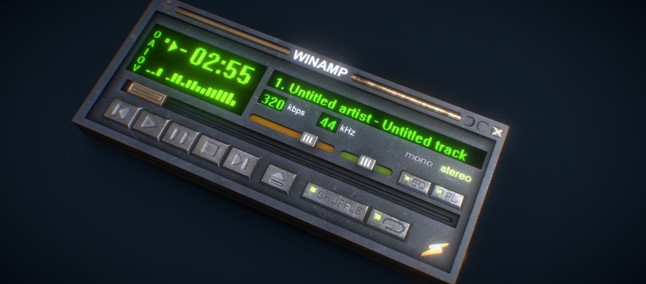 WINAMP
O
A
I
D
V
02:55
1. Untitled artist - Untitled track
320 kbps 44 kHz
mono stereo
EQ PL
SHUFFLE